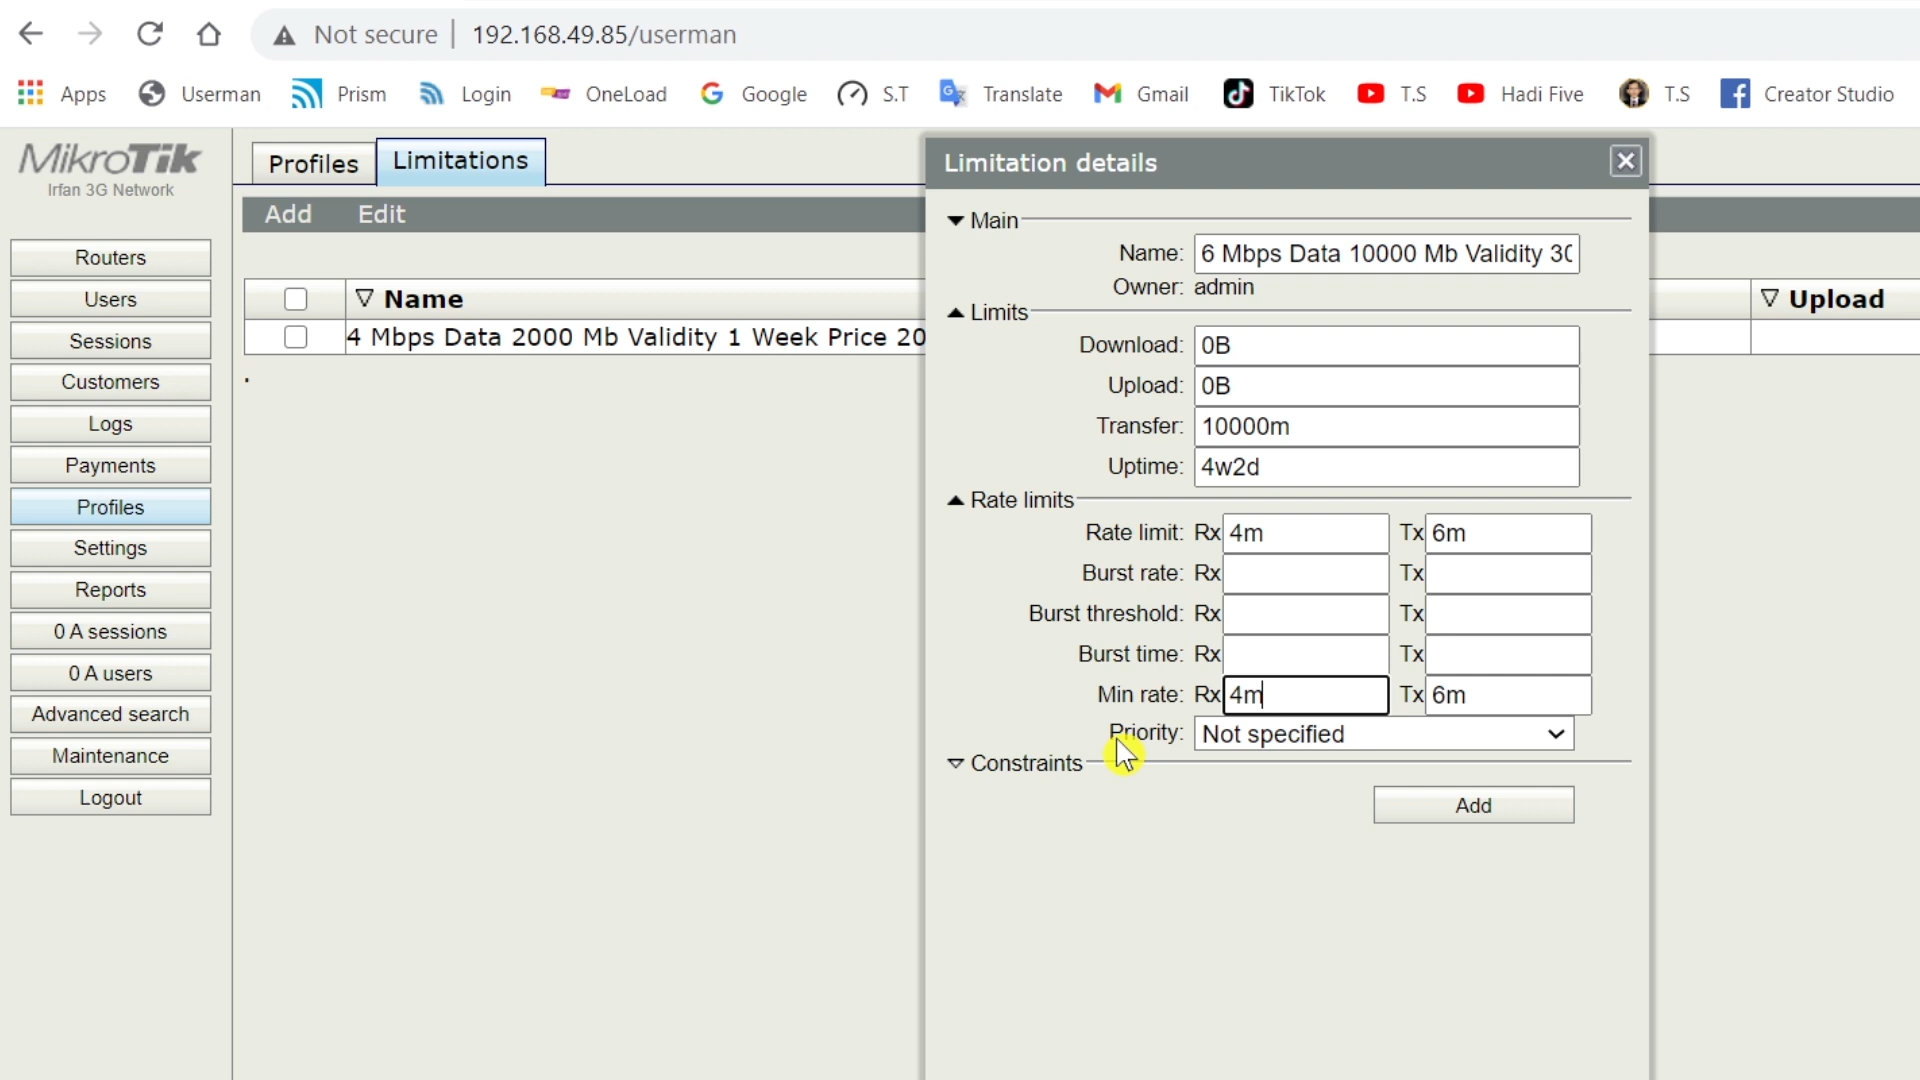 Not secure | 192.168.49.85/userman
Apps Userman Prism Login OneLoad Google S.T Translate Gmail TikTok T.S Hadi Five T.S Creator Studio
MikroTik
Irfan 3G Network
Routers
Users
Sessions
Customers
Logs
Payments
Profiles
Settings
Reports
0 A sessions
0 A users
Advanced search
Maintenance
Logout
Profiles Limitations
Add Edit
Name
Upload
4 Mbps Data 2000 Mb Validity 1 Week Price 20
Limitation details
Main
Name: 6 Mbps Data 10000 Mb Validity 30
Owner: admin
Limits
Download: 0B
Upload: 0B
Transfer: 10000m
Uptime: 4w2d
Rate limits
Rate limit: Rx 4m Tx 6m
Burst rate: Rx Tx
Burst threshold: Rx Tx
Burst time: Rx Tx
Min rate: Rx 4m Tx 6m
Priority: Not specified
Constraints
Add